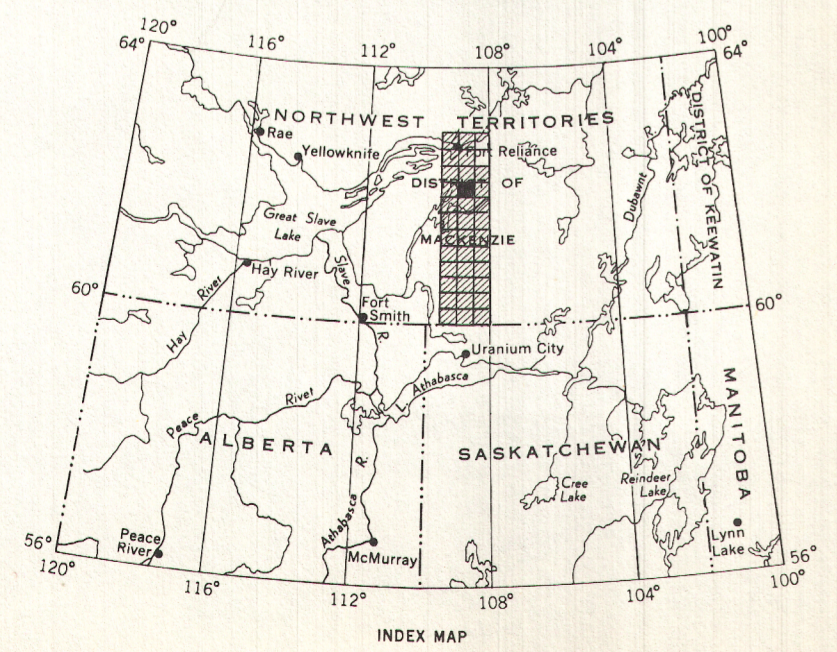 120°
116°
112°
108°
104°
100°
64°
64°
NORTHWEST TERRITORIES
Rae
Yellowknife
Fort Reliance
DISTRICT OF
MACKENZIE
DISTRICT OF KEEWATIN
Dubawnt
Great Slave
Lake
Hay River
Slave
R.
60°
60°
Hay
River
Fort
Smith
Uranium City
L. Athabasca
Peace
River
ALBERTA
SASKATCHEWAN
MANITOBA
Athabasca
R.
Cree
Lake
Reindeer
Lake
Peace
River
McMurray
Lynn
Lake
56°
56°
120°
116°
112°
108°
104°
100°
INDEX MAP